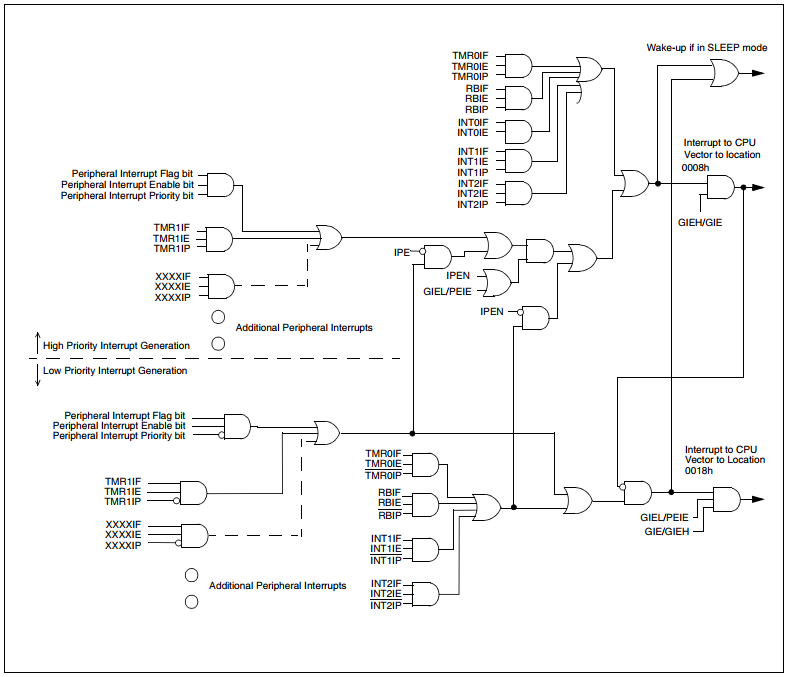 Wake-up if in SLEEP mode
TMR0IF
TMR0IE
TMR0IP
RBIF
RBIE
RBIP
INT0IF
INT0IE
INT1IF
INT1IE
INT1IP
INT2IF
INT2IE
INT2IP
Interrupt to CPU
Vector to location
0008h
GIEH/GIE
Peripheral Interrupt Flag bit
Peripheral Interrupt Enable bit
Peripheral Interrupt Priority bit
TMR1IF
TMR1IE
TMR1IP
XXXXIF
XXXXIE
XXXXIP
Additional Peripheral Interrupts
IPE
IPEN
GIEL/PEIE
IPEN
High Priority Interrupt Generation
Low Priority Interrupt Generation
Peripheral Interrupt Flag bit
Peripheral Interrupt Enable bit
Peripheral Interrupt Priority bit
TMR1IF
TMR1IE
TMR1IP
XXXXIF
XXXXIE
XXXXIP
Additional Peripheral Interrupts
TMR0IF
TMR0IE
TMR0IP
RBIF
RBIE
RBIP
INT1IF
INT1IE
INT1IP
INT2IF
INT2IE
INT2IP
Interrupt to CPU
Vector to Location
0018h
GIEL/PEIE
GIE/GIEH